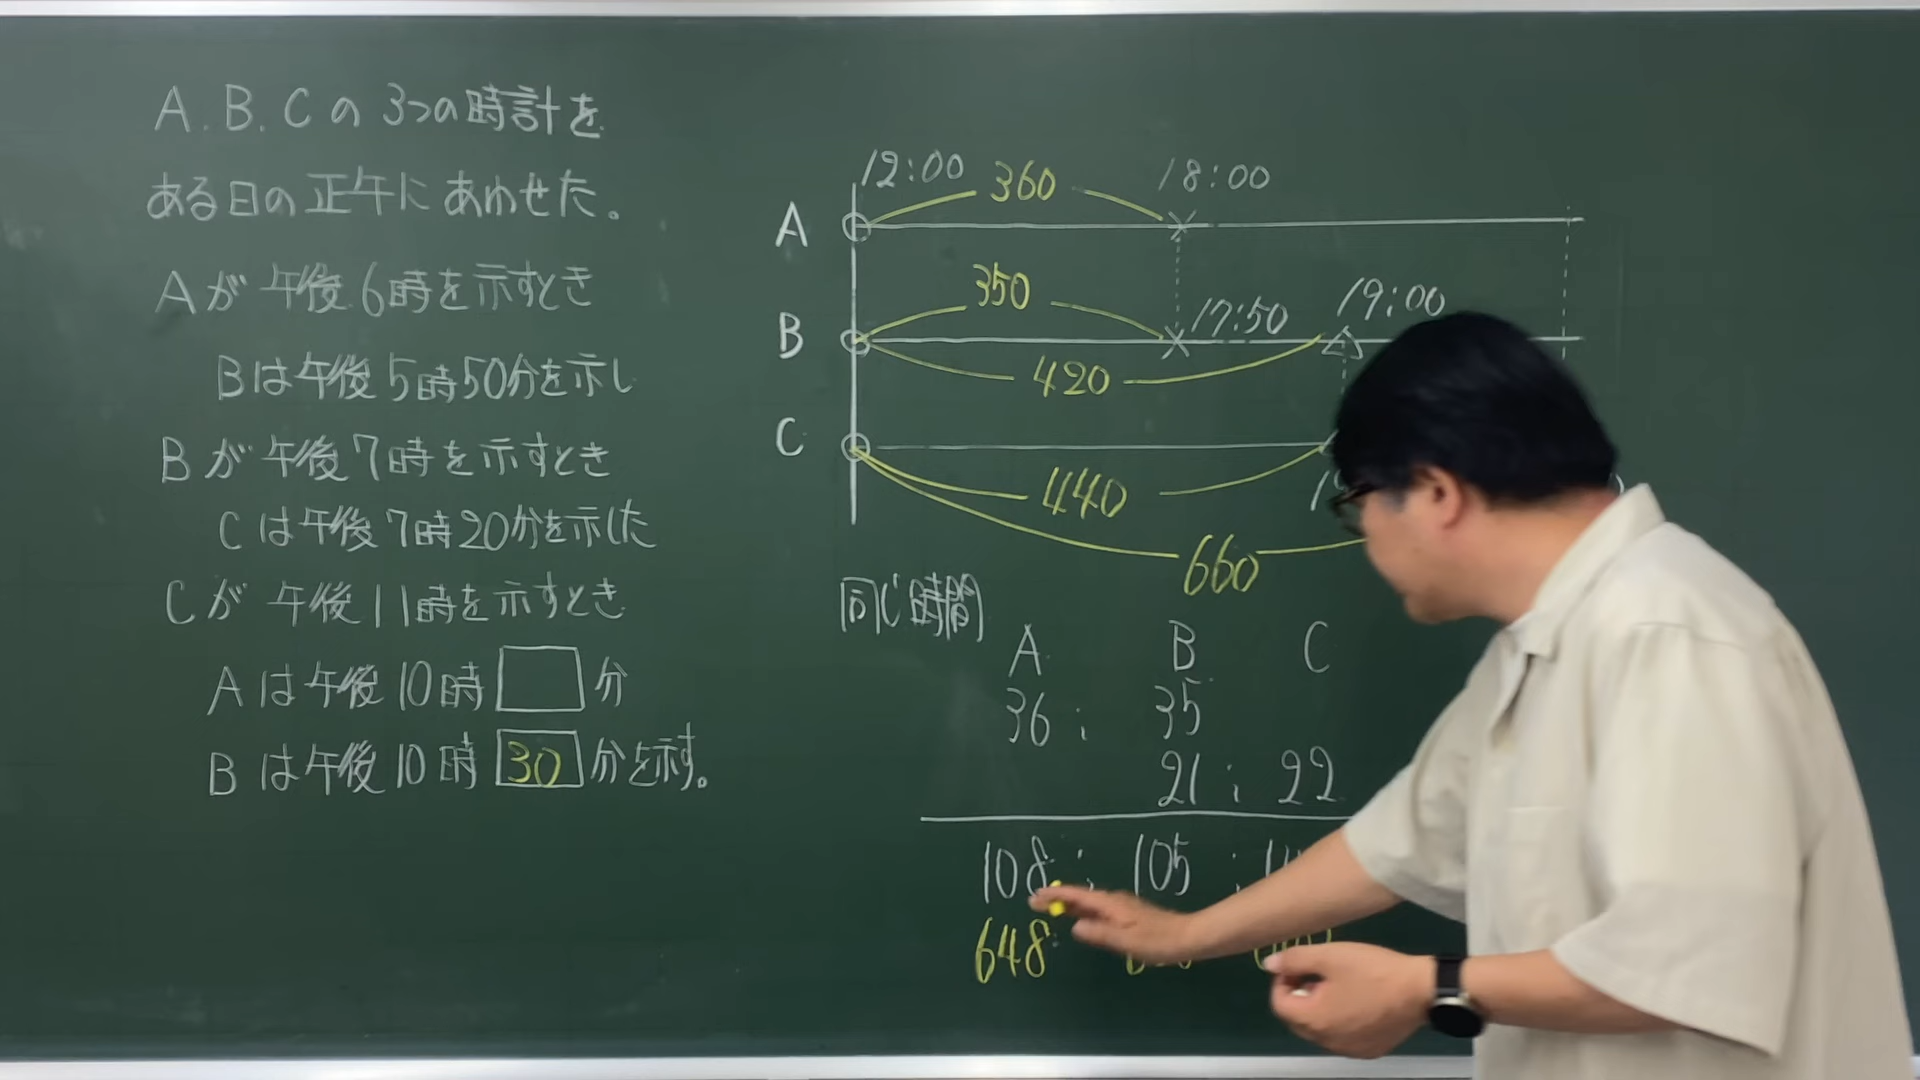 A.B.Cの3つの時計を
ある日の正午にあわせた。
Aが午後6時を示すとき
Bは午後5時50分を示し
Bが午後7時を示すとき
Cは午後7時20分を示した
Cが午後11時を示すとき
Aは午後10時 分
Bは午後10時30分を示す。
12:00 360 18:00
A
350 17:50 19:00
B
420
C
440
660
同じ時間
A B C
36: 35
21:22
108:105:
648